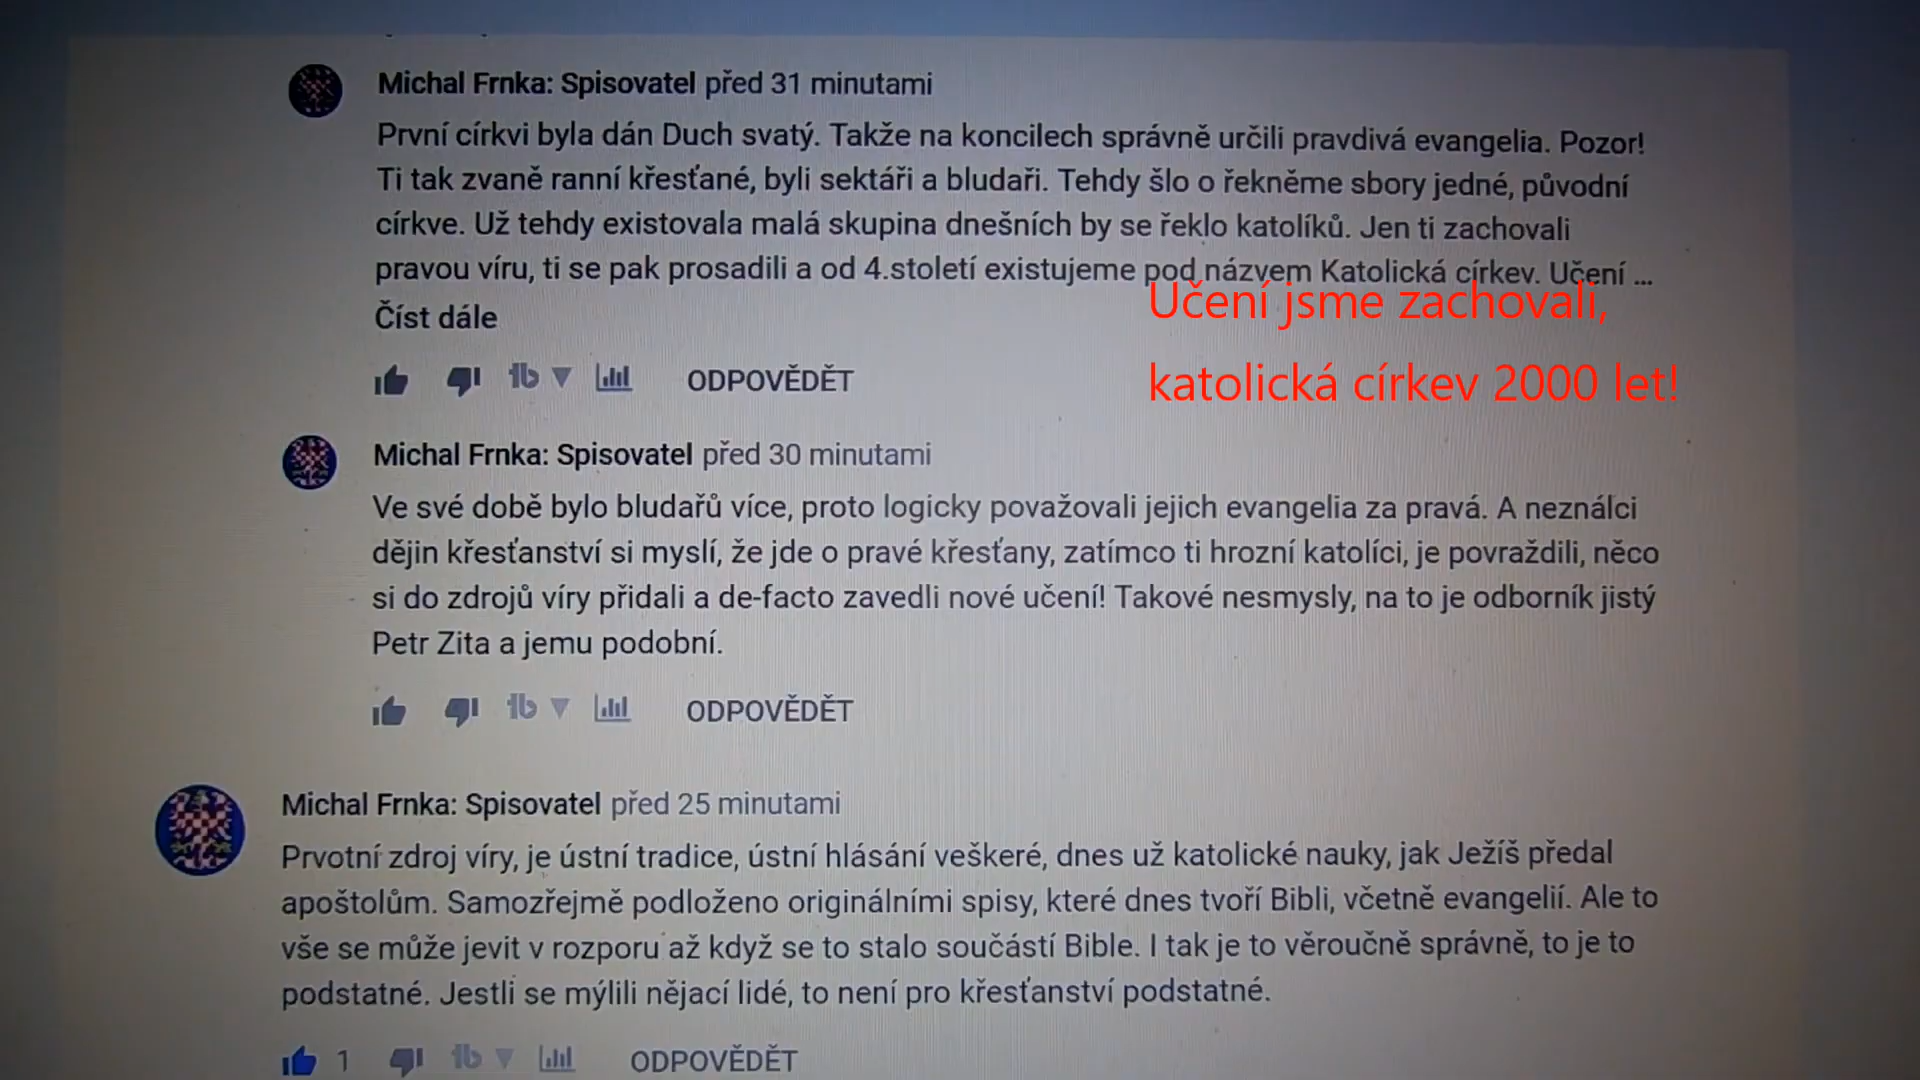 Michal Frnka: Spisovatel před 31 minutami
První církvi byla dán Duch svatý. Takže na koncilech správně určili pravdivá evangelia. Pozor!
Ti tak zvaně ranní křesťané, byli sektáři a bludaři. Tehdy šlo o řekněme sbory jedné, původní
církve. Už tehdy existovala malá skupina dnešních by se řeklo katolíků. Jen ti zachovali
pravou víru, ti se pak prosadili a od 4.století existujeme pod názvem Katolická církev. Učení ...
Číst dále
Učení jsme zachovali,
katolická církev 2000 let!
ODPOVĚDĚT
Michal Frnka: Spisovatel před 30 minutami
Ve své době bylo bludařů více, proto logicky považovali jejich evangelia za pravá. A neználci
dějin křesťanství si myslí, že jde o pravé křesťany, zatímco ti hrozní katolíci, je povraždili, něco
si do zdrojů víry přidali a de-facto zavedli nové učení! Takové nesmysly, na to je odborník jistý
Petr Zita a jemu podobní.
ODPOVĚDĚT
Michal Frnka: Spisovatel před 25 minutami
Prvotní zdroj víry, je ústní tradice, ústní hlásání veškeré, dnes už katolické nauky, jak Ježíš předal
apoštolům. Samozřejmě podloženo originálními spisy, které dnes tvoří Bibli, včetně evangelií. Ale to
vše se může jevit v rozporu až když se to stalo součástí Bible. I tak je to věroučně správně, to je to
podstatné. Jestli se mýlili nějací lidé, to není pro křesťanství podstatné.
1 ODPOVĚDĚT